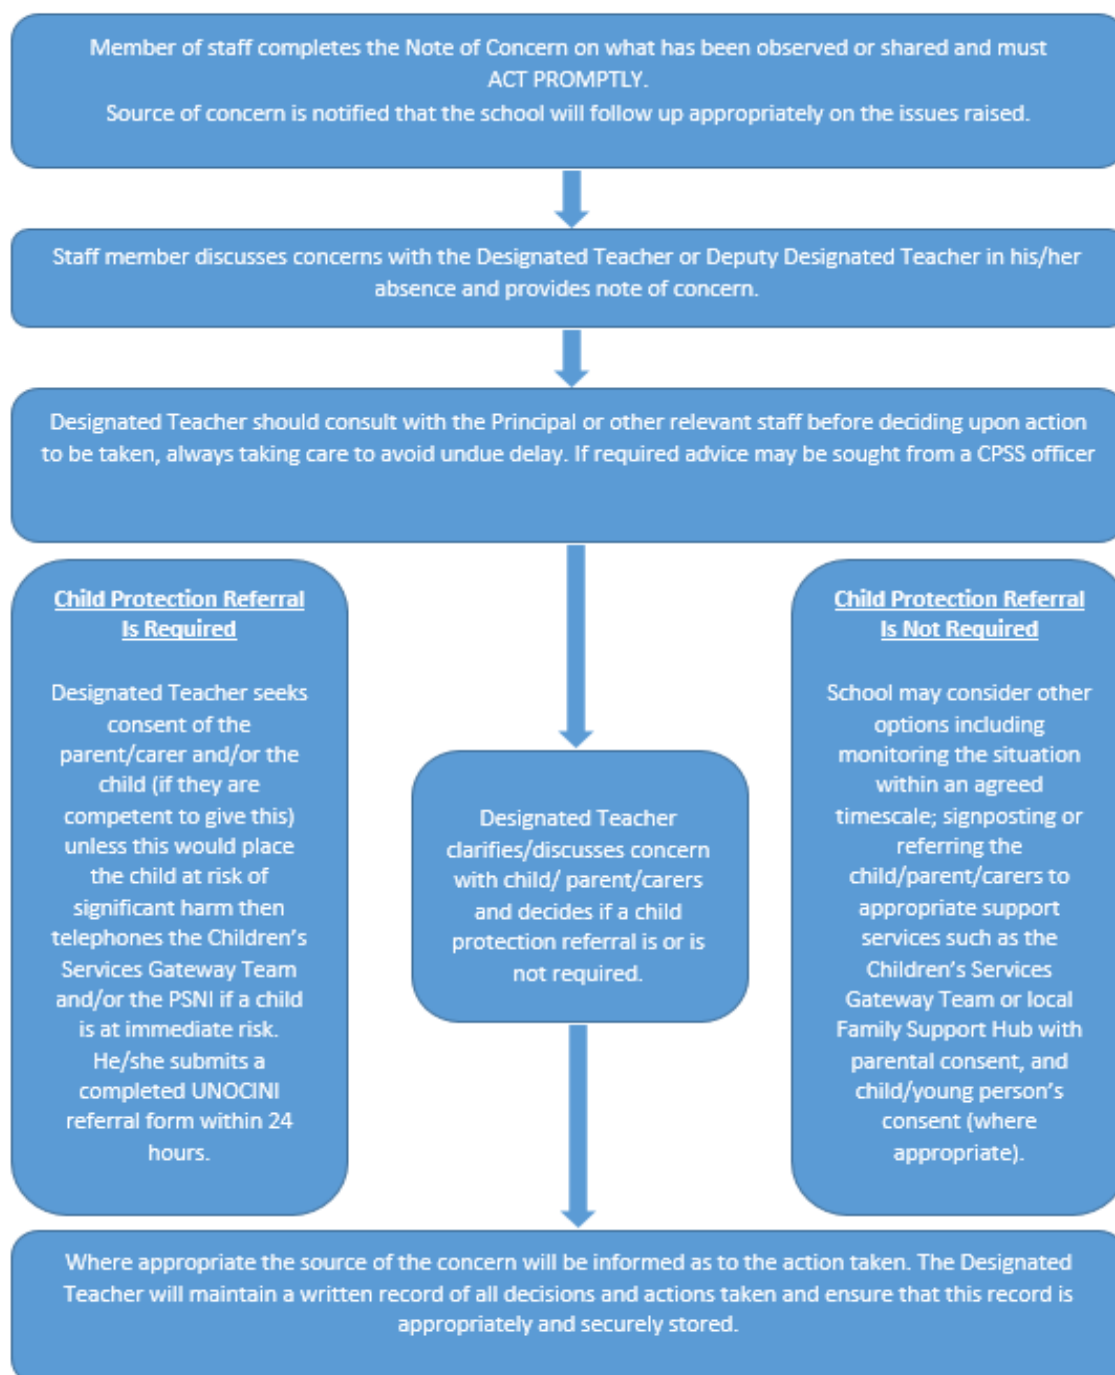 Member of staff completes the Note of Concern on what has been observed or shared and must
ACT PROMPTLY.
Source of concern is notified that the school will follow up appropriately on the issues raised.
Staff member discusses concerns with the Designated Teacher or Deputy Designated Teacher in his/her
absence and provides note of concern.
Designated Teacher should consult with the Principal or other relevant staff before deciding upon action
to be taken, always taking care to avoid undue delay. If required advice may be sought from a CPSS officer
Child Protection Referral
Is Required
Designated Teacher seeks
consent of the
parent/carer and/or the
child (if they are
competent to give this)
unless this would place
the child at risk of
significant harm then
telephones the Children's
Services Gateway Team
and/or the PSNI if a child
is at immediate risk.
He/she submits a
completed UNOCINI
referral form within 24
hours.
Designated Teacher
clarifies/discusses concern
with child/ parent/carers
and decides if a child
protection referral is or is
not required.
Child Protection Referral
Is Not Required
School may consider other
options including
monitoring the situation
within an agreed
timescale; signposting or
referring the
child/parent/carers to
appropriate support
services such as the
Children's Services
Gateway Team or local
Family Support Hub with
parental consent, and
child/young person's
consent (where
appropriate).
Where appropriate the source of the concern will be informed as to the action taken. The Designated
Teacher will maintain a written record of all decisions and actions taken and ensure that this record is
appropriately and securely stored.